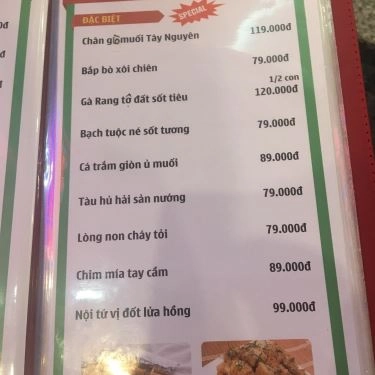 ĐẶC BIỆT
SPECIAL
Chân giò muối Tây Nguyên 119.000đ
Bắp bò xôi chiên 79.000đ
1/2 con
Gà Rang tộ đất sốt tiêu 120.000đ
Bạch tuộc né sốt tương 79.000đ
Cá trắm giòn ủ muối 89.000đ
Tàu hủ hải sản nướng 79.000đ
Lòng non cháy tỏi 79.000đ
Chim mía tay cầm 89.000đ
Nội tứ vị đốt lửa hồng 99.000đ